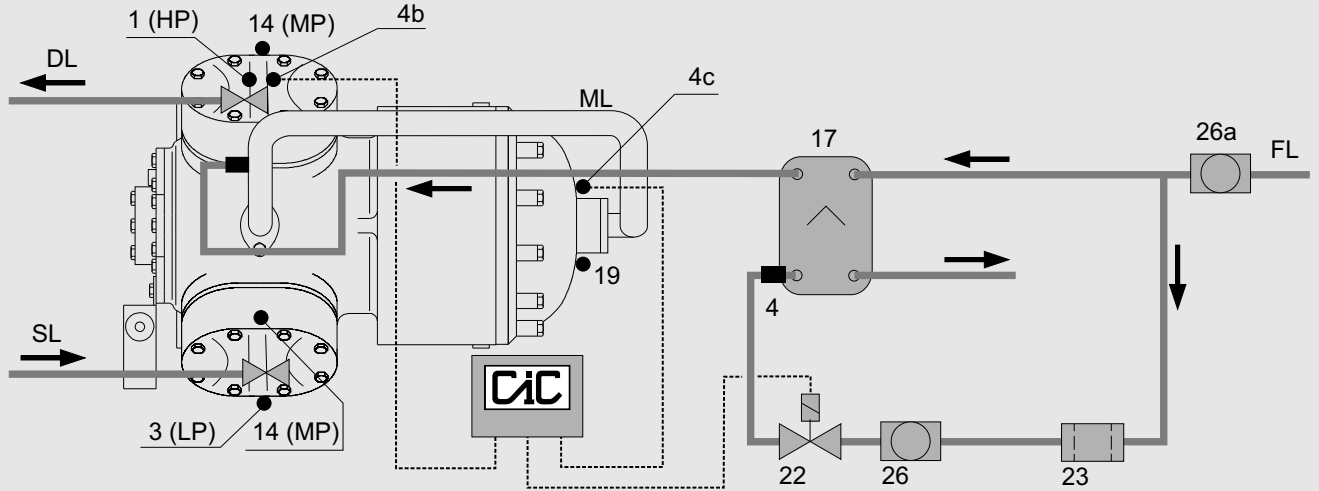 1 (HP)
14 (MP)
4b
DL
4c
ML
17
26a
FL
19
4
SL
CiC
3 (LP)
14 (MP)
22
26
23